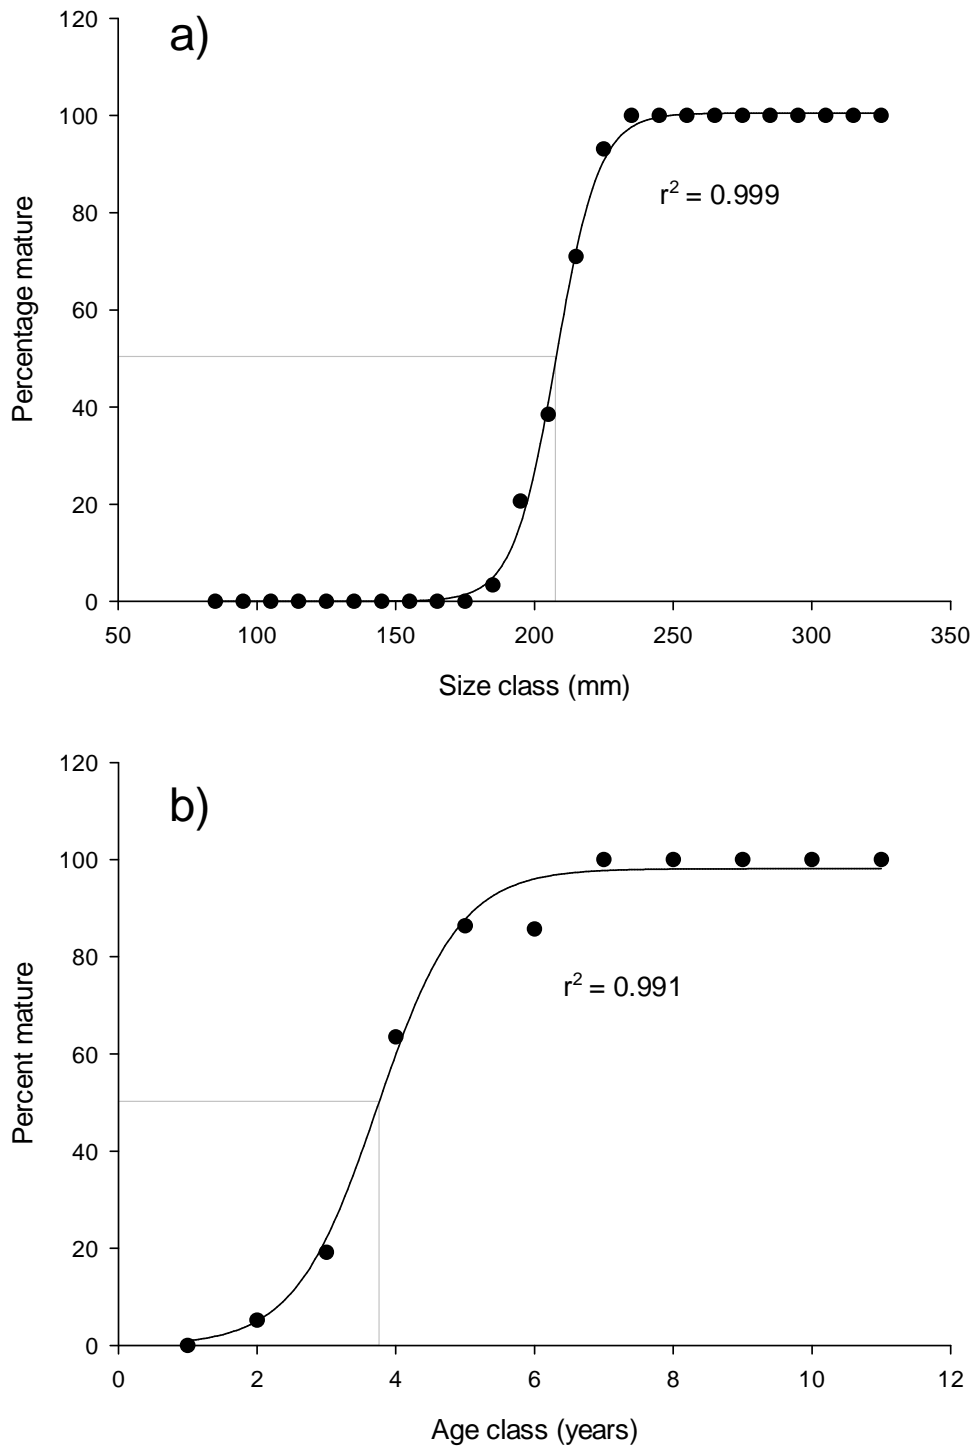 a)
120
100
80
60
40
20
0
Percentage mature
r² = 0.999
50 100 150 200 250 300 350
Size class (mm)
b)
120
100
80
60
40
20
0
Percent mature
r² = 0.991
0 2 4 6 8 10 12
Age class (years)